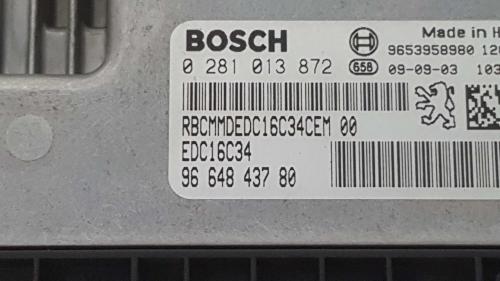 BOSCH
Made in H
9653958980 120
0 281 013 872 658 09-09-03 103
RBCMMDEDC16C34CEM 00
EDC16C34
96 648 437 80